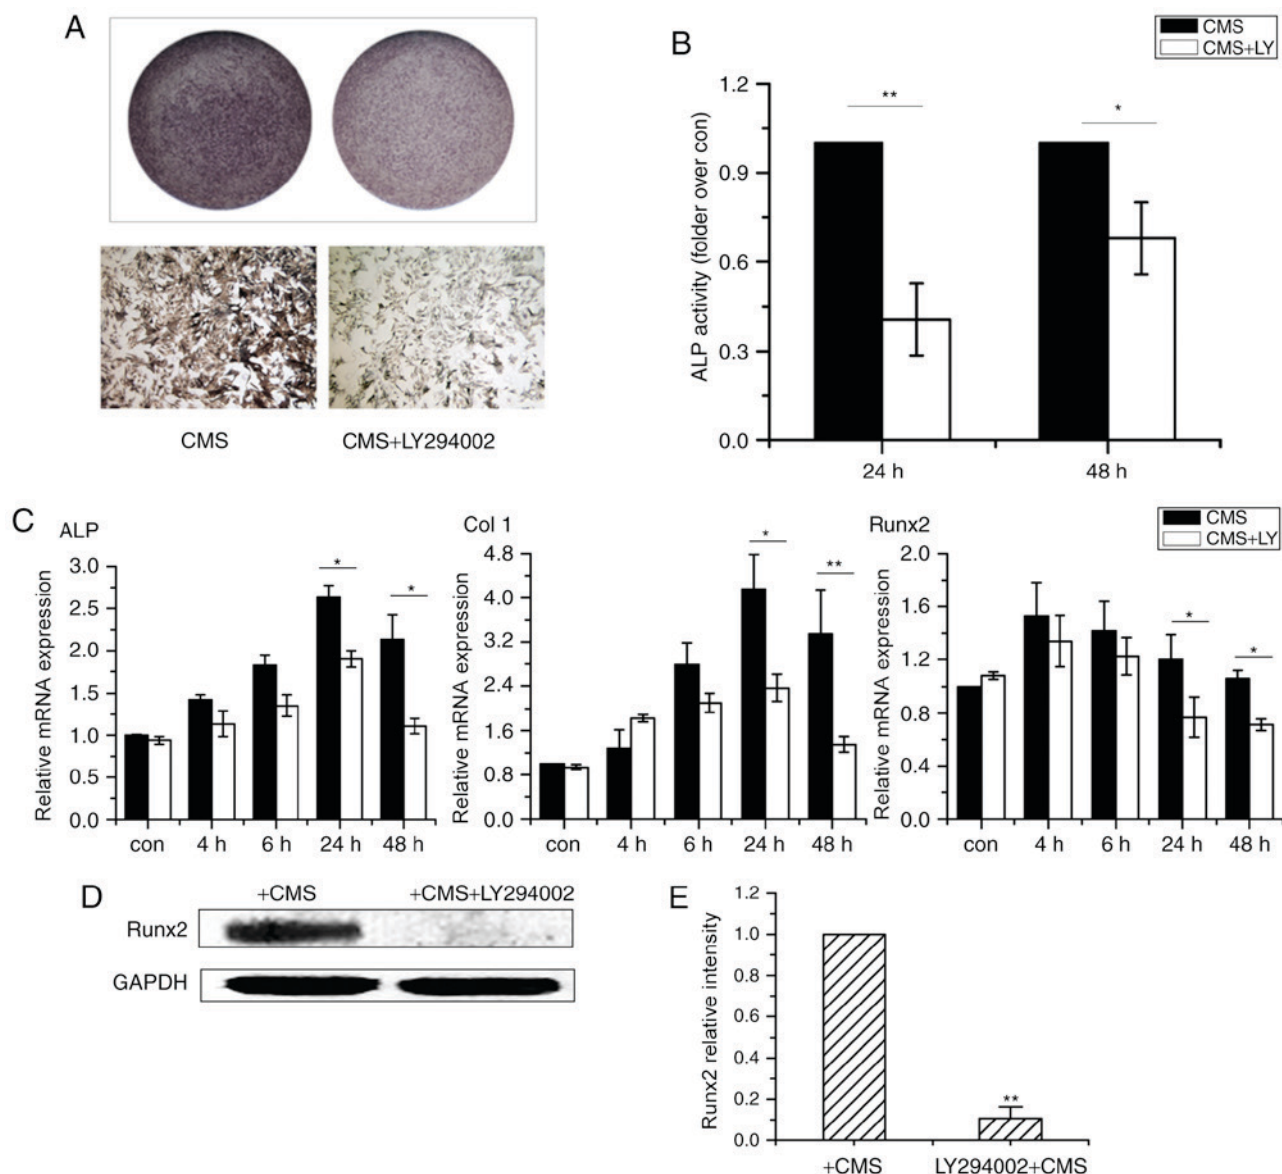 A
CMS
CMS+LY294002
B
CMS
CMS+LY
ALP activity (folder over con)
1.2
0.9
0.6
0.3
0.0
**
*
24 h
48 h
C
ALP
Relative mRNA expression
3.0
2.5
2.0
1.5
1.0
0.5
0.0
*
*
con 4 h 6 h 24 h 48 h
Col 1
Relative mRNA expression
4.8
4.0
3.2
2.4
1.6
0.8
0.0
*
**
con 4 h 6 h 24 h 48 h
Runx2
CMS
CMS+LY
Relative mRNA expression
2.0
1.6
1.2
0.8
0.4
0.0
*
*
con 4 h 6 h 24 h 48 h
D
+CMS +CMS+LY294002
Runx2
GAPDH
E
Runx2 relative intensity
1.2
1.0
0.8
0.6
0.4
0.2
0.0
**
+CMS LY294002+CMS